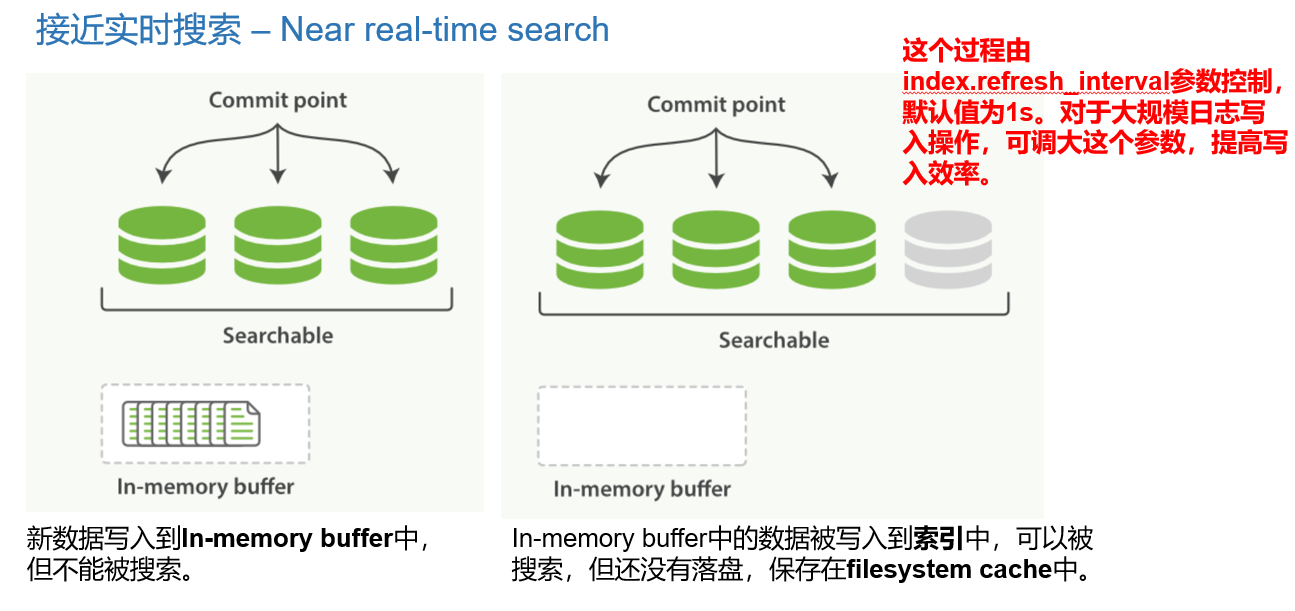 接近实时搜索 – Near real-time search
这个过程由
index.refresh_interval参数控制，
默认值为1s。对于大规模日志写
入操作，可调大这个参数，提高写
入效率。
Commit point
Searchable
In-memory buffer
新数据写入到In-memory buffer中，
但不能被搜索。
Commit point
Searchable
In-memory buffer
In-memory buffer中的数据被写入到索引中，可以被
搜索，但还没有落盘，保存在filesystem cache中。